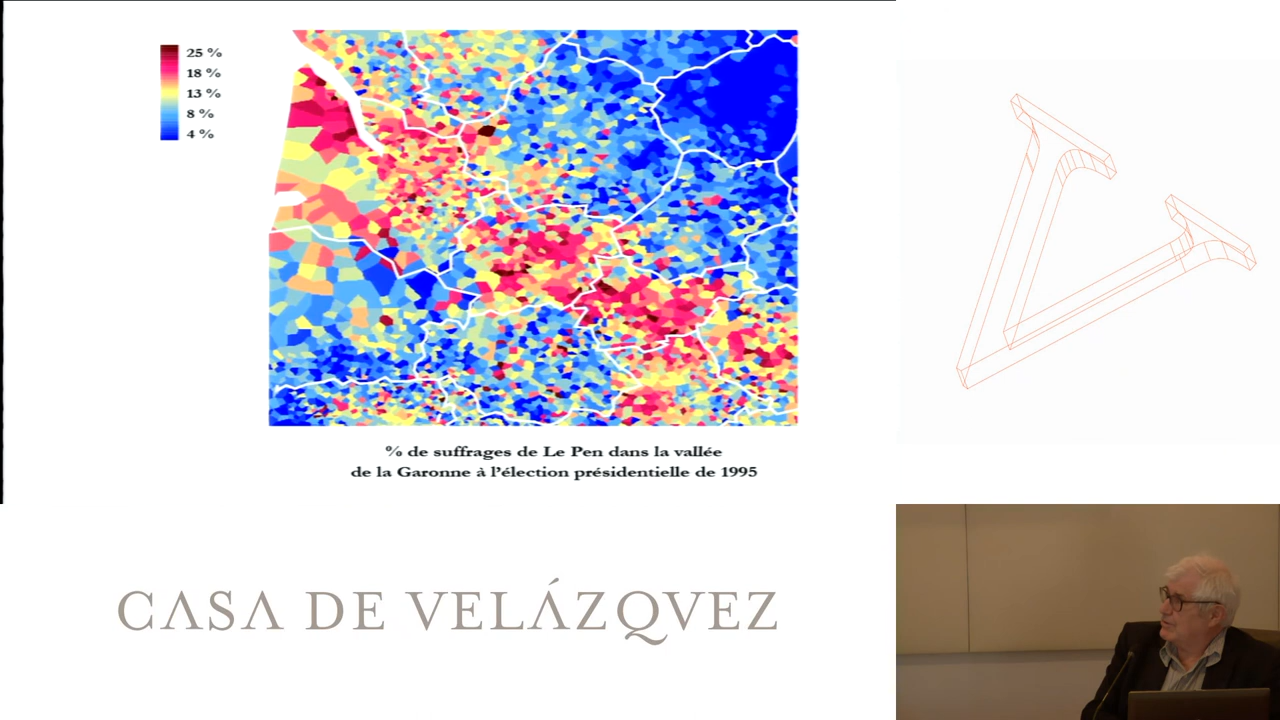 25 %
18 %
13 %
8 %
4 %
% de suffrages de Le Pen dans la vallée
de la Garonne à l'élection présidentielle de 1995
CASA DE VELÁZQVEZ